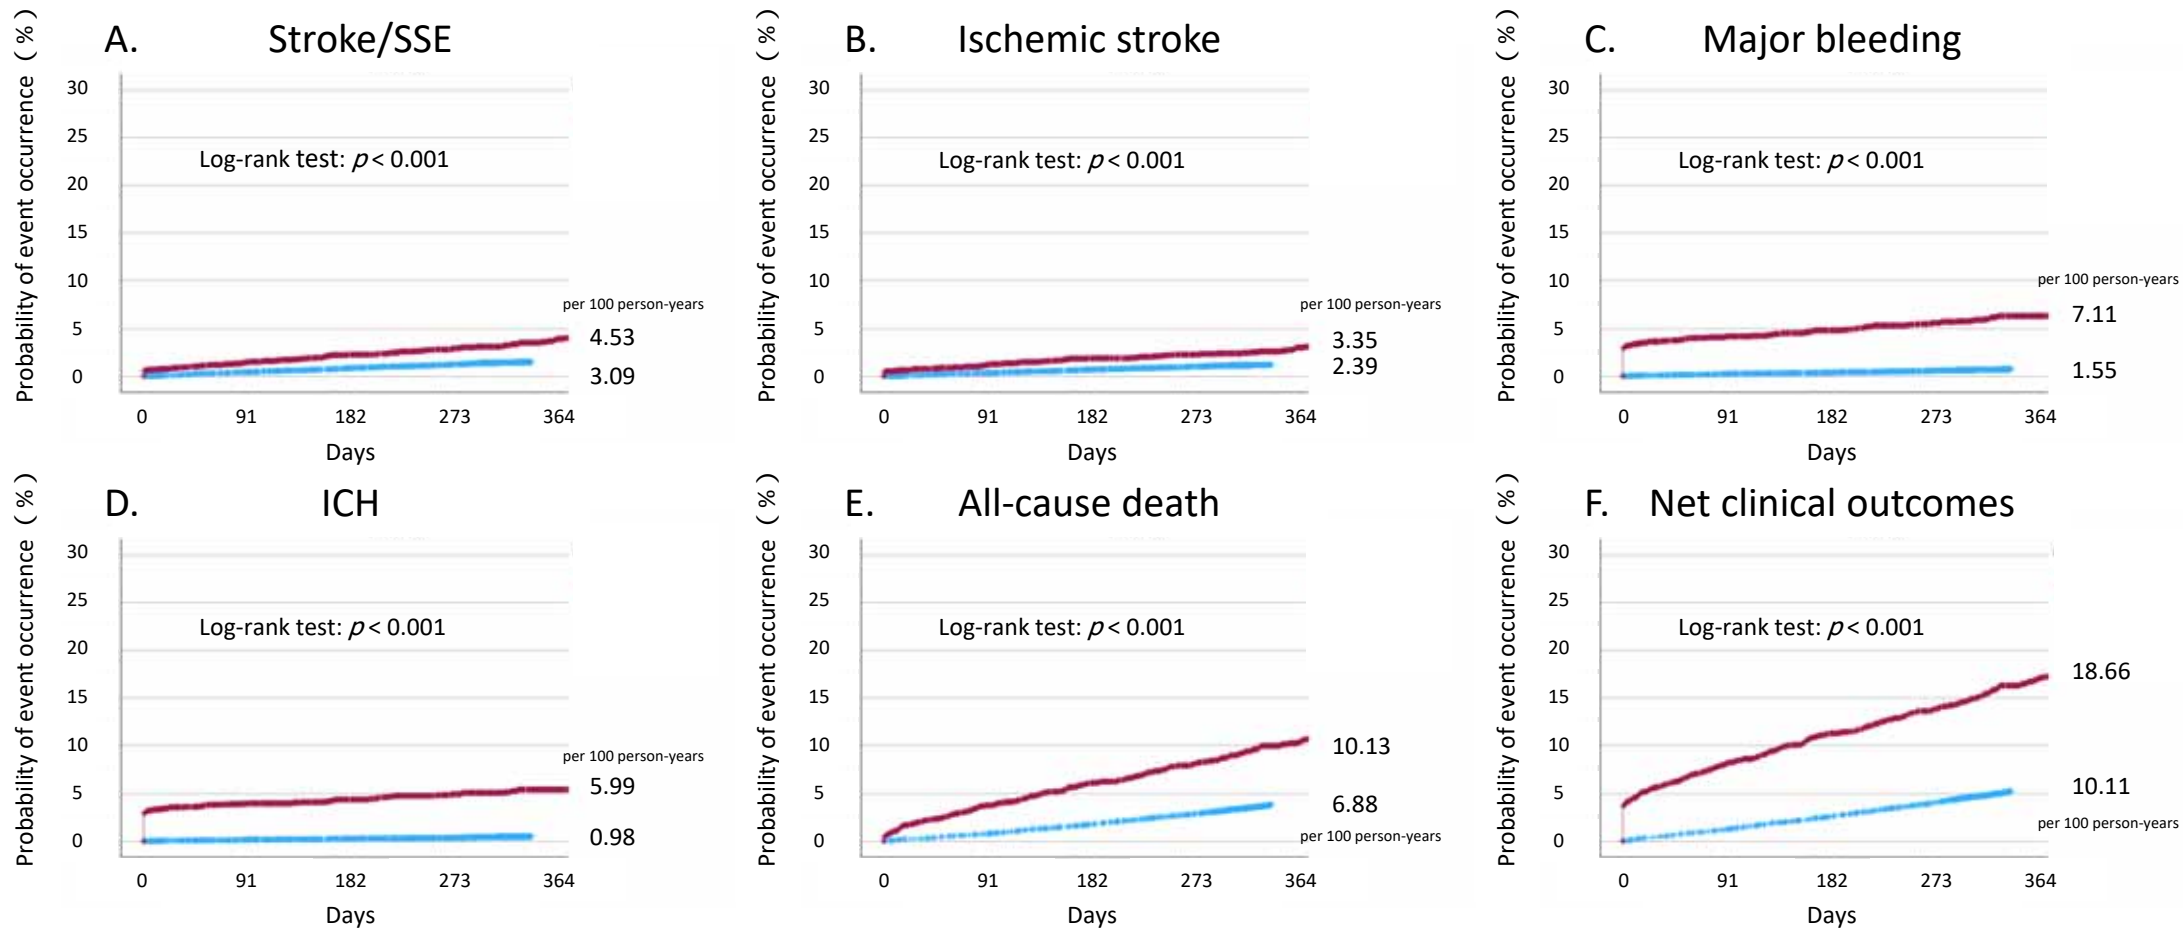 A. Stroke/SSE
Probability of event occurrence （%）
30
25
20
15
10
5
0
Log-rank test: p < 0.001
per 100 person-years
4.53
3.09
0 91 182 273 364
Days
B. Ischemic stroke
Probability of event occurrence （%）
30
25
20
15
10
5
0
Log-rank test: p < 0.001
per 100 person-years
3.35
2.39
0 91 182 273 364
Days
C. Major bleeding
Probability of event occurrence （%）
30
25
20
15
10
5
0
Log-rank test: p < 0.001
per 100 person-years
7.11
1.55
0 91 182 273 364
Days
D. ICH
Probability of event occurrence （%）
30
25
20
15
10
5
0
Log-rank test: p < 0.001
per 100 person-years
5.99
0.98
0 91 182 273 364
Days
E. All-cause death
Probability of event occurrence （%）
30
25
20
15
10
5
0
Log-rank test: p < 0.001
10.13
6.88
per 100 person-years
0 91 182 273 364
Days
F. Net clinical outcomes
Probability of event occurrence （%）
30
25
20
15
10
5
0
Log-rank test: p < 0.001
18.66
10.11
per 100 person-years
0 91 182 273 364
Days